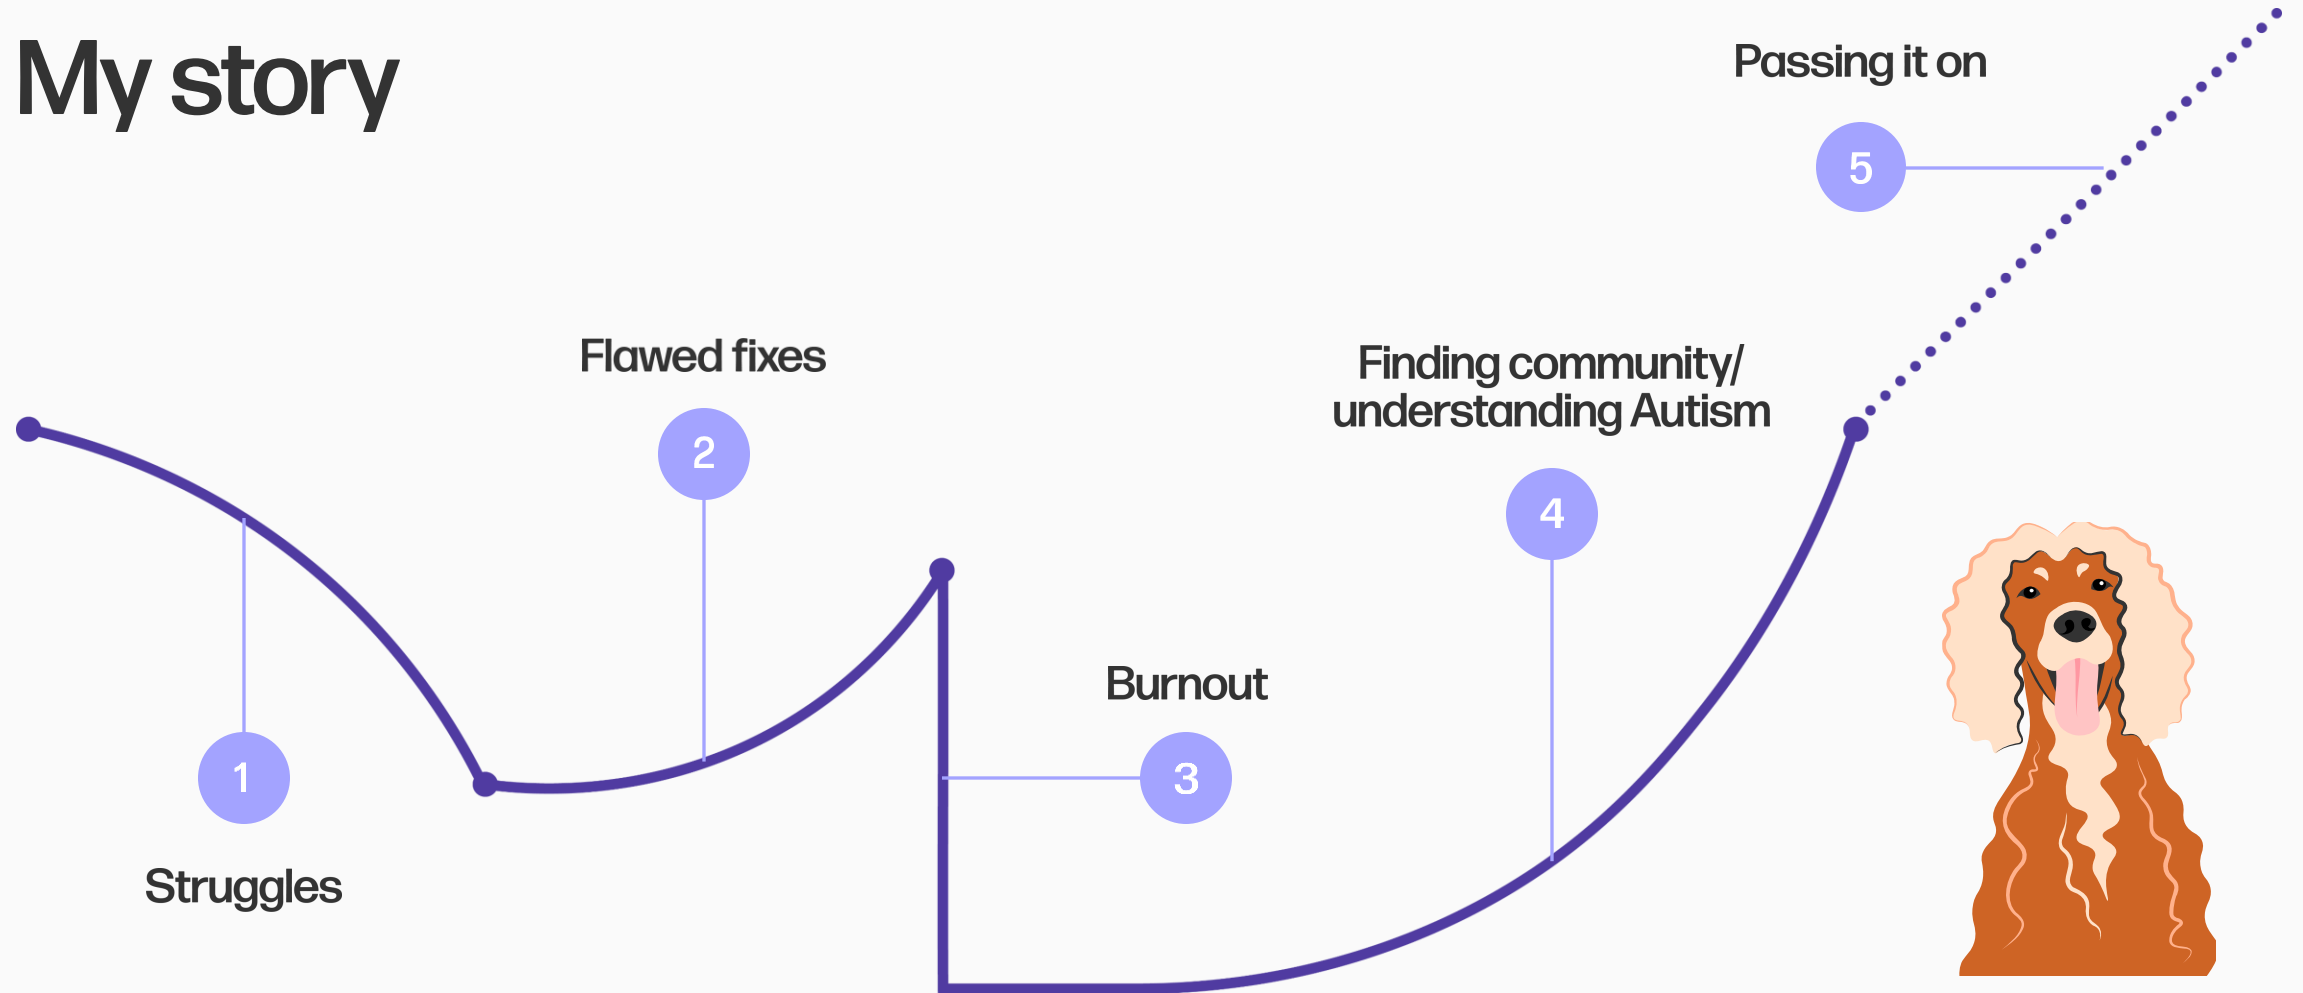 My story
Struggles
1
Flawed fixes
2
Burnout
3
Finding community/
understanding Autism
4
Passing it on
5